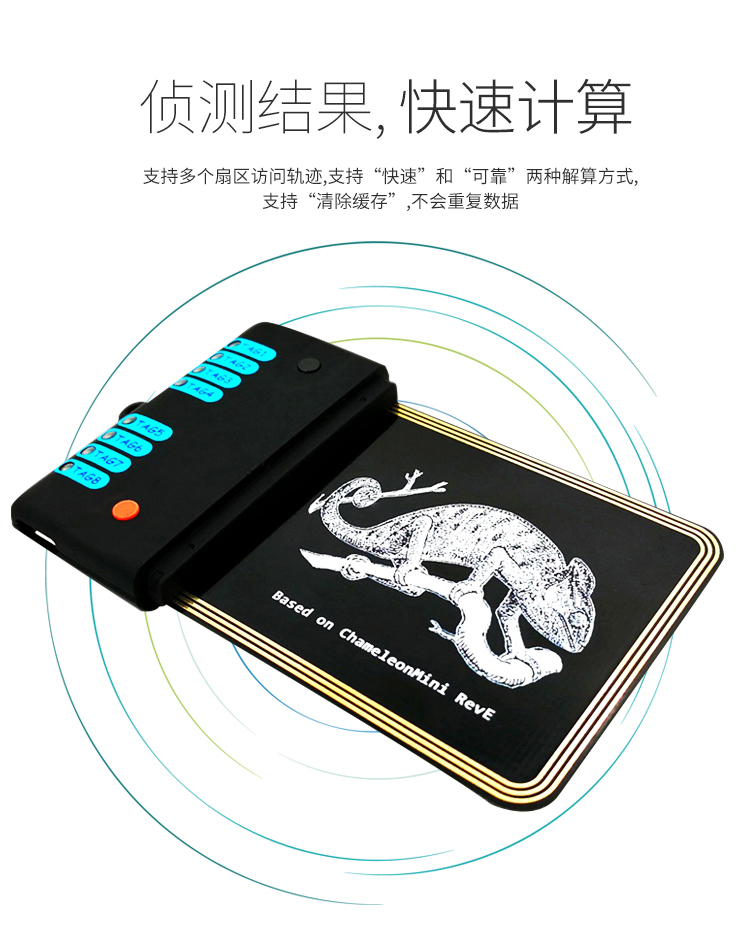 侦测结果, 快速计算
支持多个扇区访问轨迹,支持“快速”和“可靠”两种解算方式,
支持“清除缓存”,不会重复数据
TAG1
TAG2
TAG3
TAG4
TAG5
TAG6
TAG7
TAG8
Based on ChameleonMini RevE